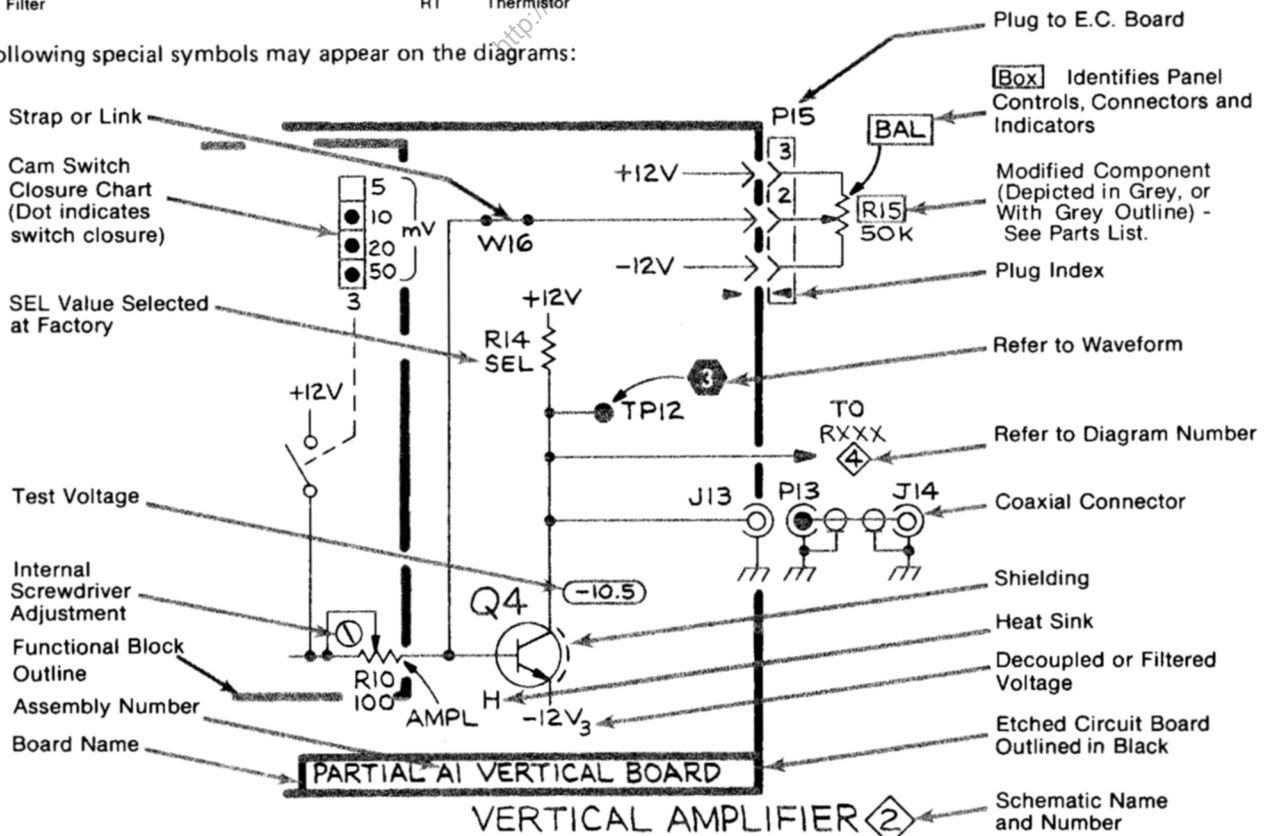 Filter
RT Thermistor
http://
ollowing special symbols may appear on the diagrams:
Plug to E.C. Board
Box Identifies Panel
Controls, Connectors and
Indicators
Strap or Link
Cam Switch
Closure Chart
(Dot indicates
switch closure)
5
10
20
50
mV
3
W16
P15
3
2
+12V
-12V
BAL
R15
50K
Modified Component
(Depicted in Grey, or
With Grey Outline) -
See Parts List.
Plug Index
SEL Value Selected
at Factory
+12V
R14
SEL
3
TP12
Refer to Waveform
+12V
TO
RXXX
4
Refer to Diagram Number
Test Voltage
J13
P13
J14
Coaxial Connector
Internal
Screwdriver
Adjustment
Q4
-10.5
Shielding
Functional Block
Outline
R10
100
AMPL
H
-12V3
Heat Sink
Decoupled or Filtered
Voltage
Assembly Number
Board Name
PARTIAL A1 VERTICAL BOARD
Etched Circuit Board
Outlined in Black
VERTICAL AMPLIFIER 2
Schematic Name
and Number